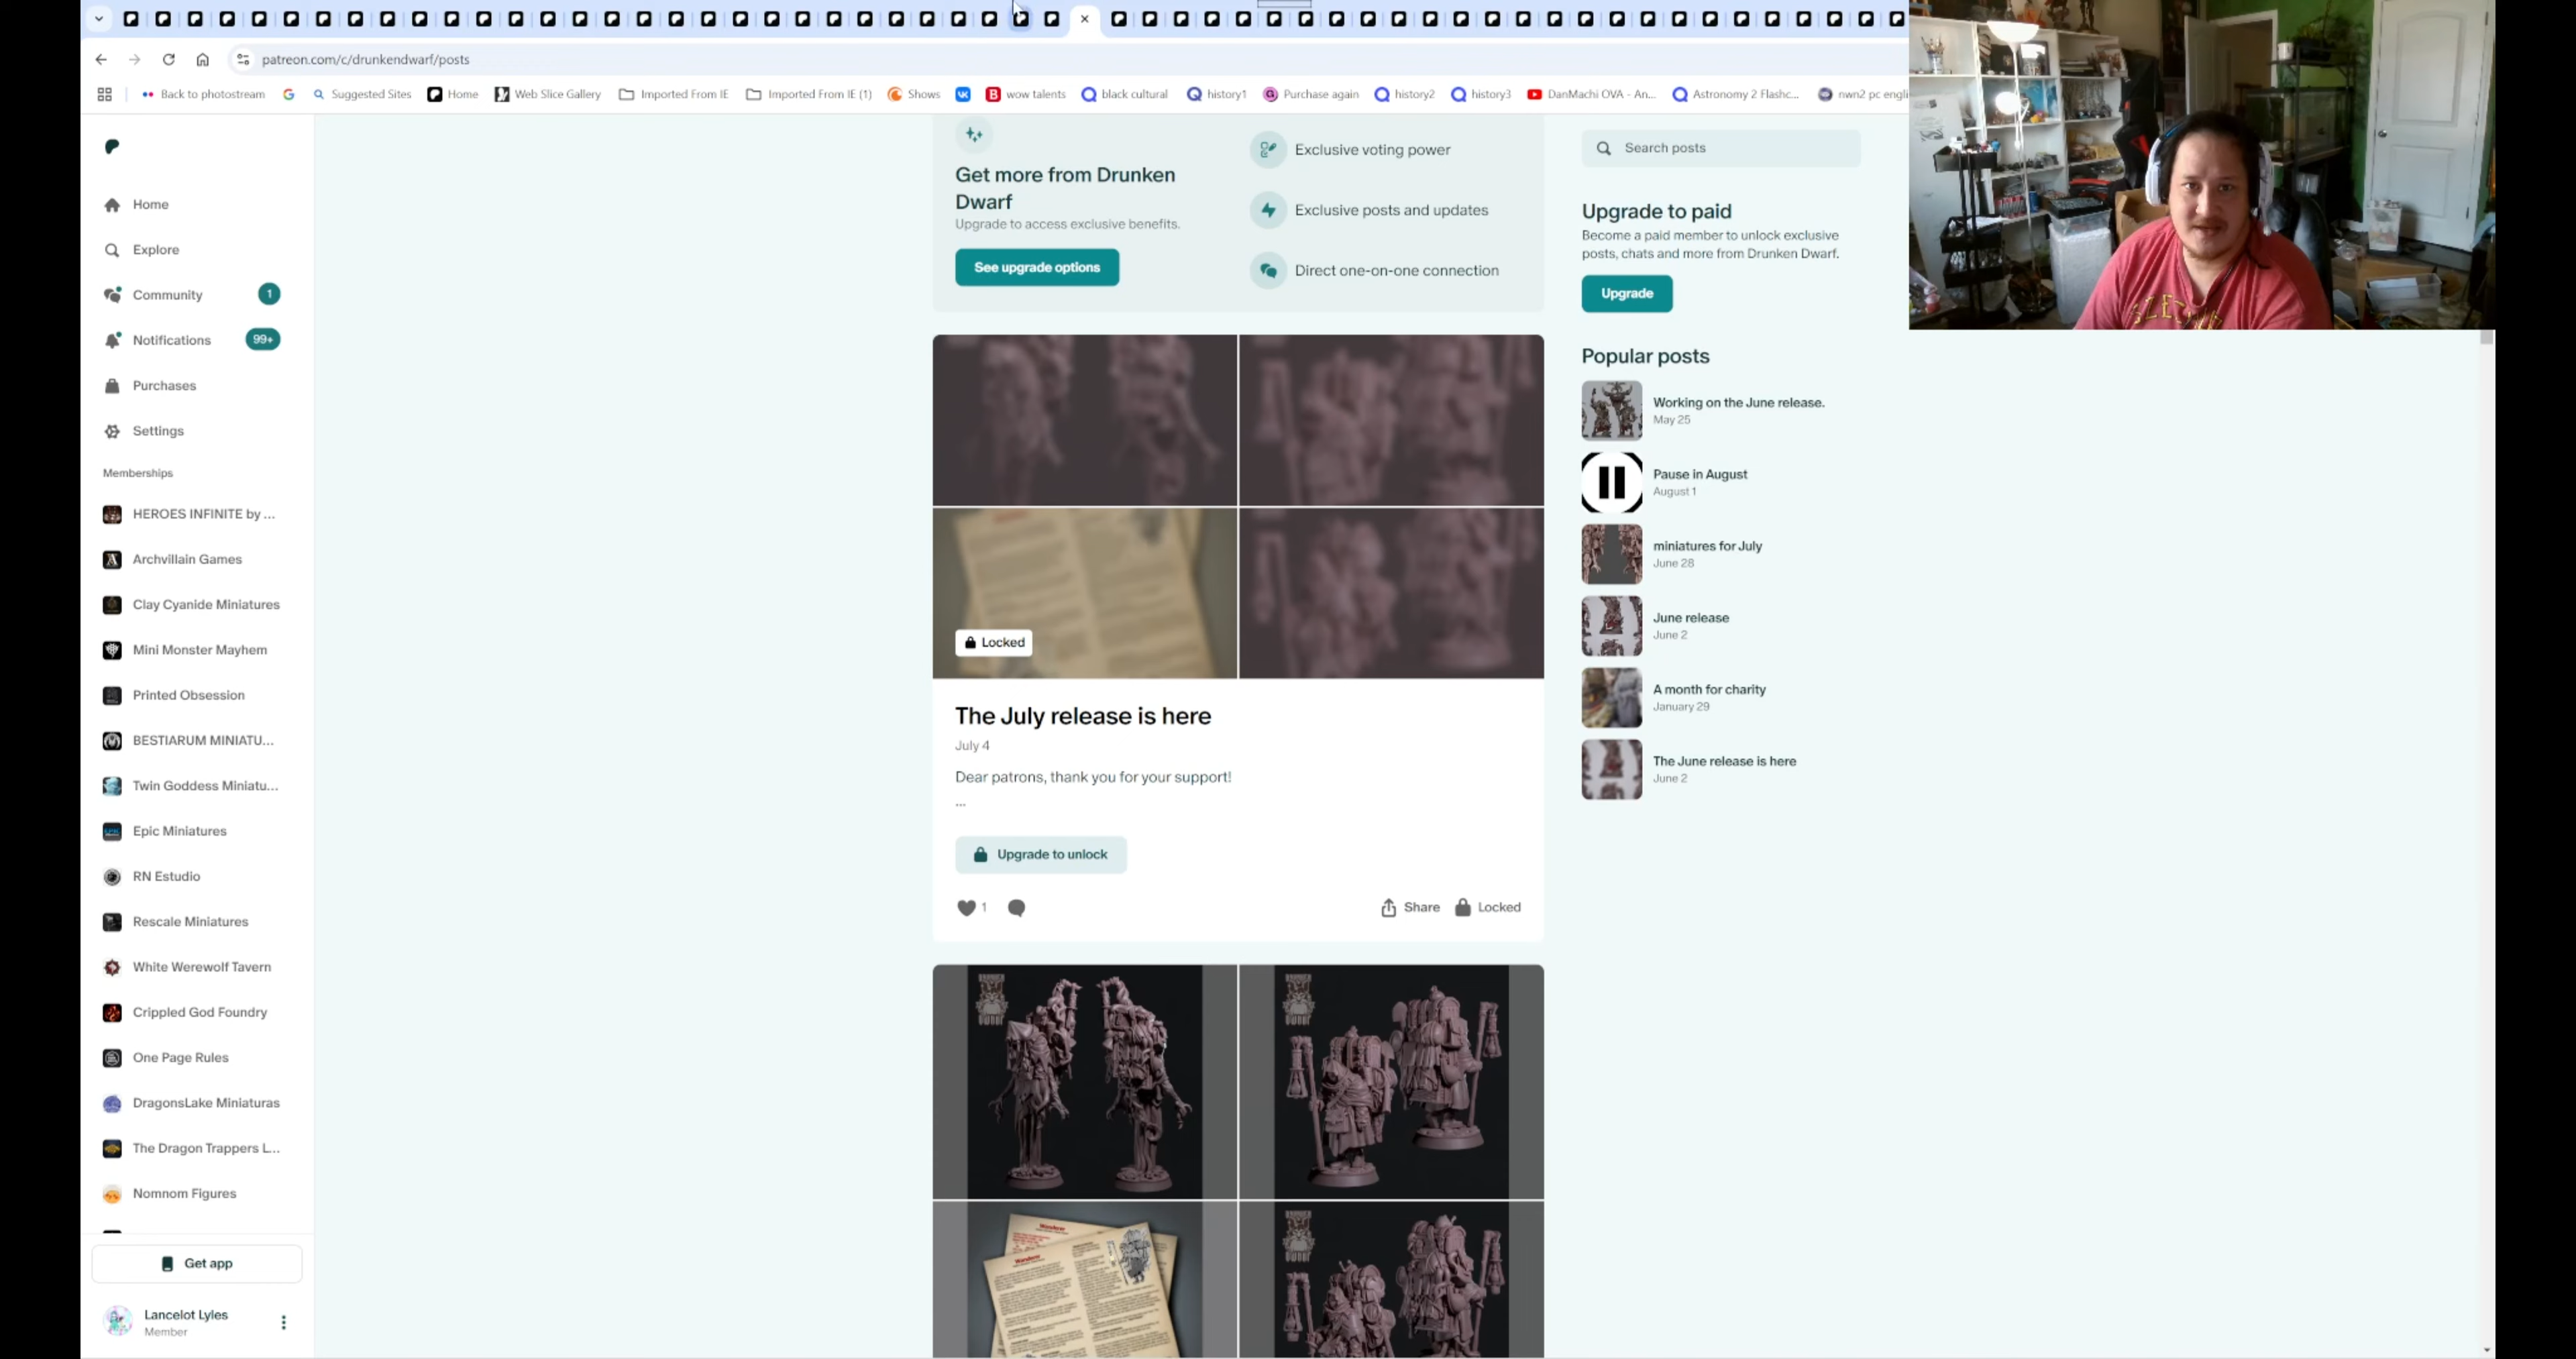 patreon.com/c/drunkendwarf/posts
Back to photostream
Suggested Sites
Home
Web Slice Gallery
Imported From IE
Imported From IE (1)
Shows
wow talents
black cultural
history1
Purchase again
history2
history3
DanMachi OVA - An...
Astronomy 2 Flashc...
nwn2 pc engli
Home
Explore
Community
1
Notifications
99+
Purchases
Settings
Memberships
HEROES INFINITE by ...
Archvillain Games
Clay Cyanide Miniatures
Mini Monster Mayhem
Printed Obsession
BESTIARUM MINIATU...
Twin Goddess Miniatu...
Epic Miniatures
RN Estudio
Rescale Miniatures
White Werewolf Tavern
Crippled God Foundry
One Page Rules
DragonsLake Miniaturas
The Dragon Trappers L...
Nomnom Figures
Get app
Lancelot Lyles
Member
Get more from Drunken
Dwarf
Upgrade to access exclusive benefits.
See upgrade options
Exclusive voting power
Exclusive posts and updates
Direct one-on-one connection
Locked
The July release is here
July 4
Dear patrons, thank you for your support!
...
Upgrade to unlock
1
Share
Locked
Wanderer
Wanderer
Search posts
Upgrade to paid
Become a paid member to unlock exclusive
posts, chats and more from Drunken Dwarf.
Upgrade
Popular posts
Working on the June release.
May 25
Pause in August
August 1
miniatures for July
June 28
June release
June 2
A month for charity
January 29
The June release is here
June 2